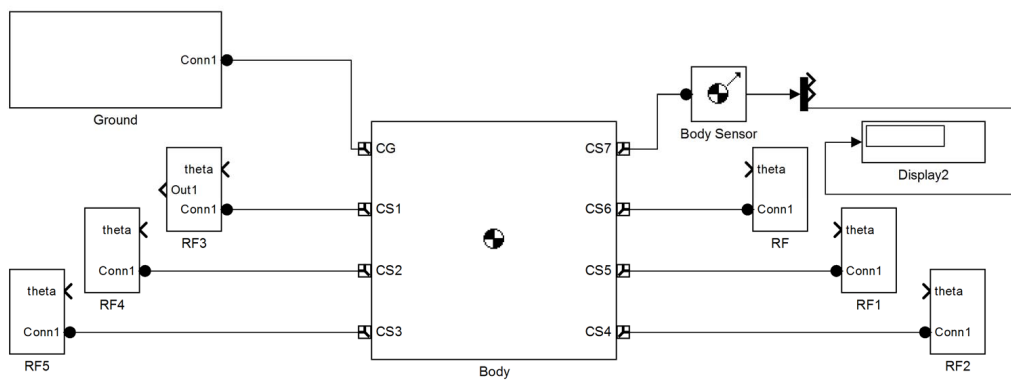 Conn1
Ground
Body Sensor
Display2
CG
CS7
theta
Out1
Conn1
RF3
CS1
CS6
theta
Conn1
RF
theta
Conn1
RF4
CS2
CS5
theta
Conn1
RF1
theta
Conn1
RF5
CS3
CS4
theta
Conn1
RF2
Body